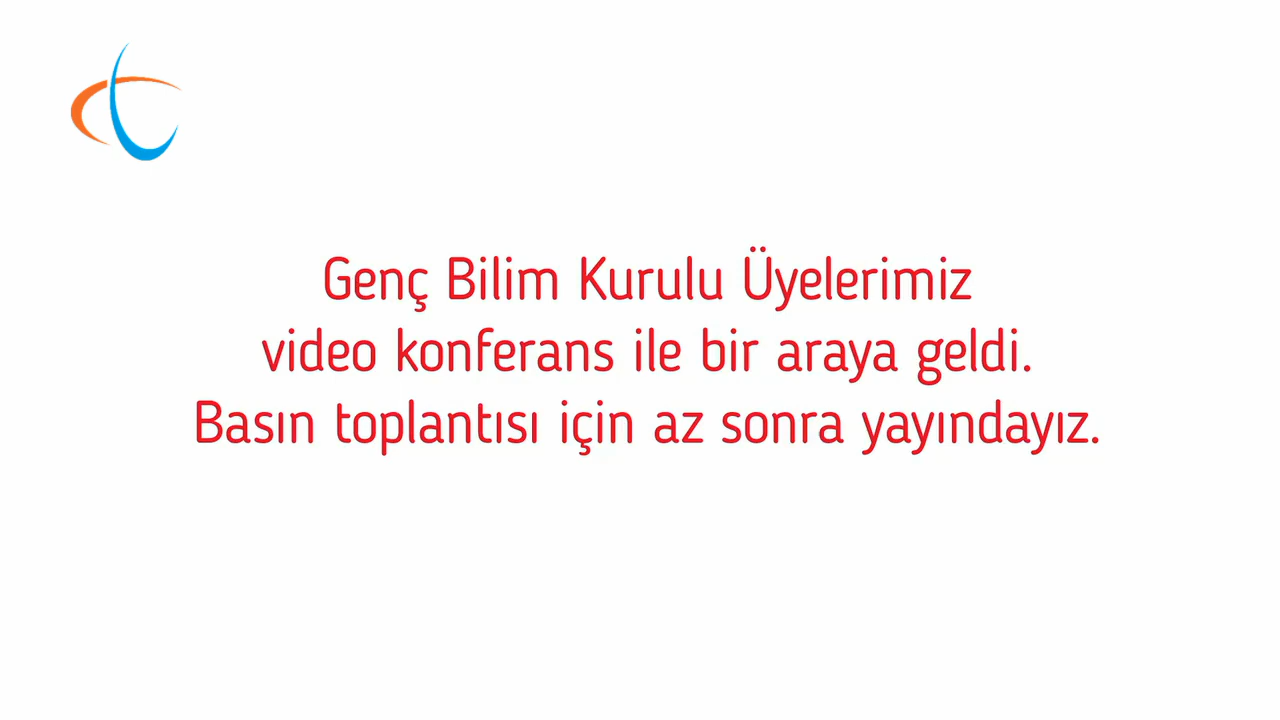 Genç Bilim Kurulu Üyelerimiz
video konferans ile bir araya geldi.
Basın toplantısı için az sonra yayındayız.